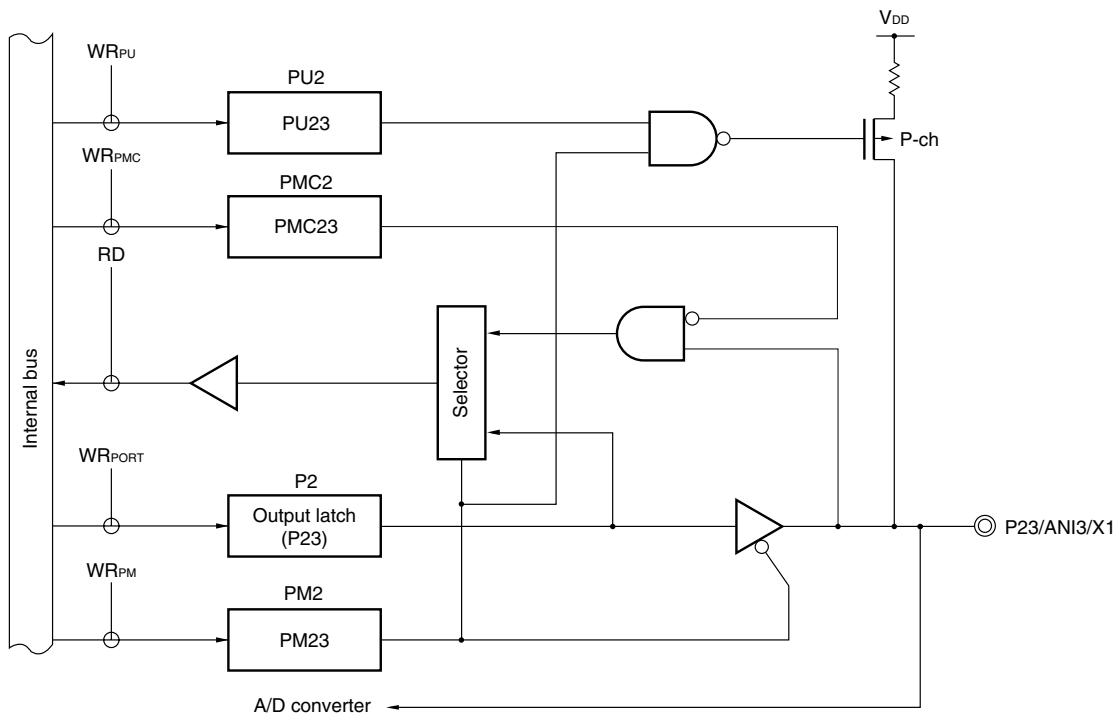 VDD
WRPU
PU2
PU23
P-ch
WRPMC
PMC2
PMC23
RD
Internal bus
Selector
WRPORT
P2
Output latch
(P23)
P23/ANI3/X1
WRPM
PM2
PM23
A/D converter